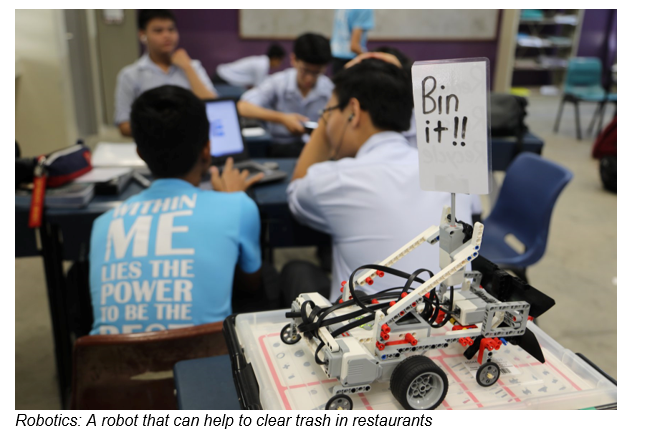 Bin
it!!
WITHIN
ME
LIES THE
POWER
TO BE THE
BEST
Robotics: A robot that can help to clear trash in restaurants